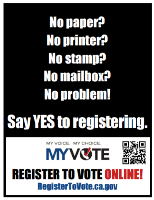 No paper?
No printer?
No stamp?
No mailbox?
No problem!
Say YES to registering.
MY VOICE. MY CHOICE.
MYVOTE
REGISTER TO VOTE ONLINE!
RegisterToVote.ca.gov